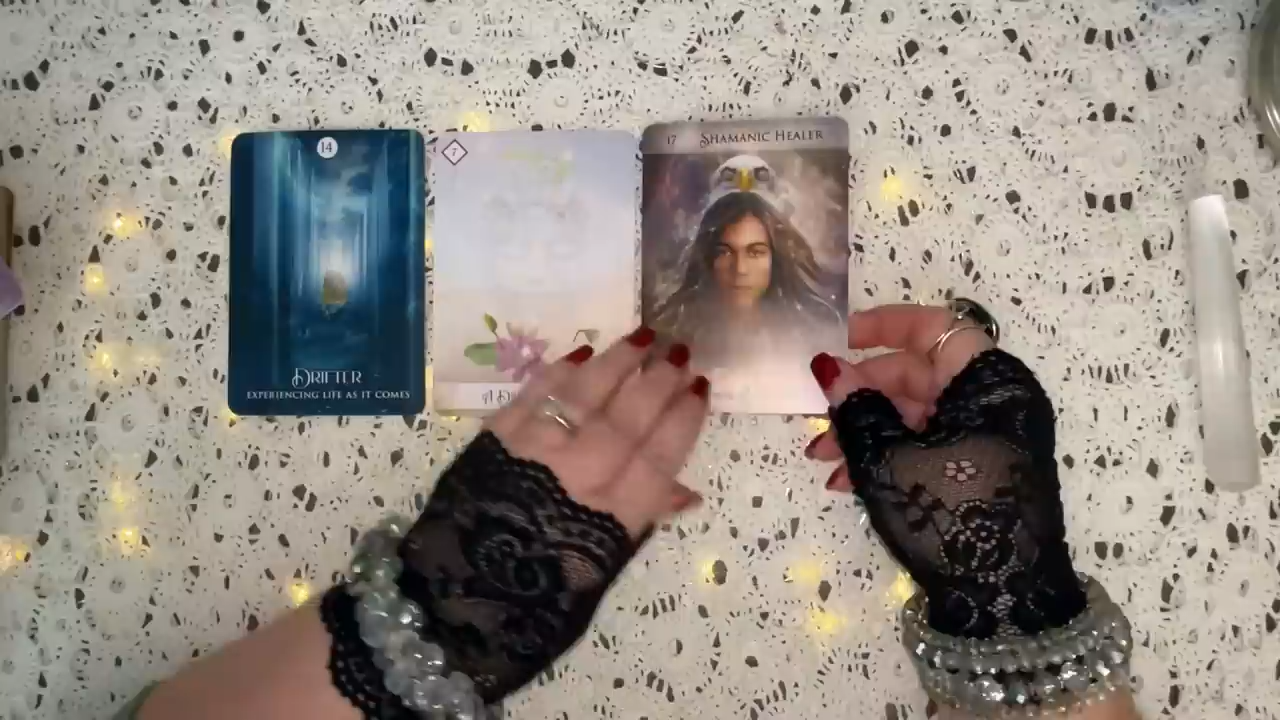 14
DRIFTER
EXPERIENCING LIFE AS IT COMES
7
A
17 SHAMANIC HEALER